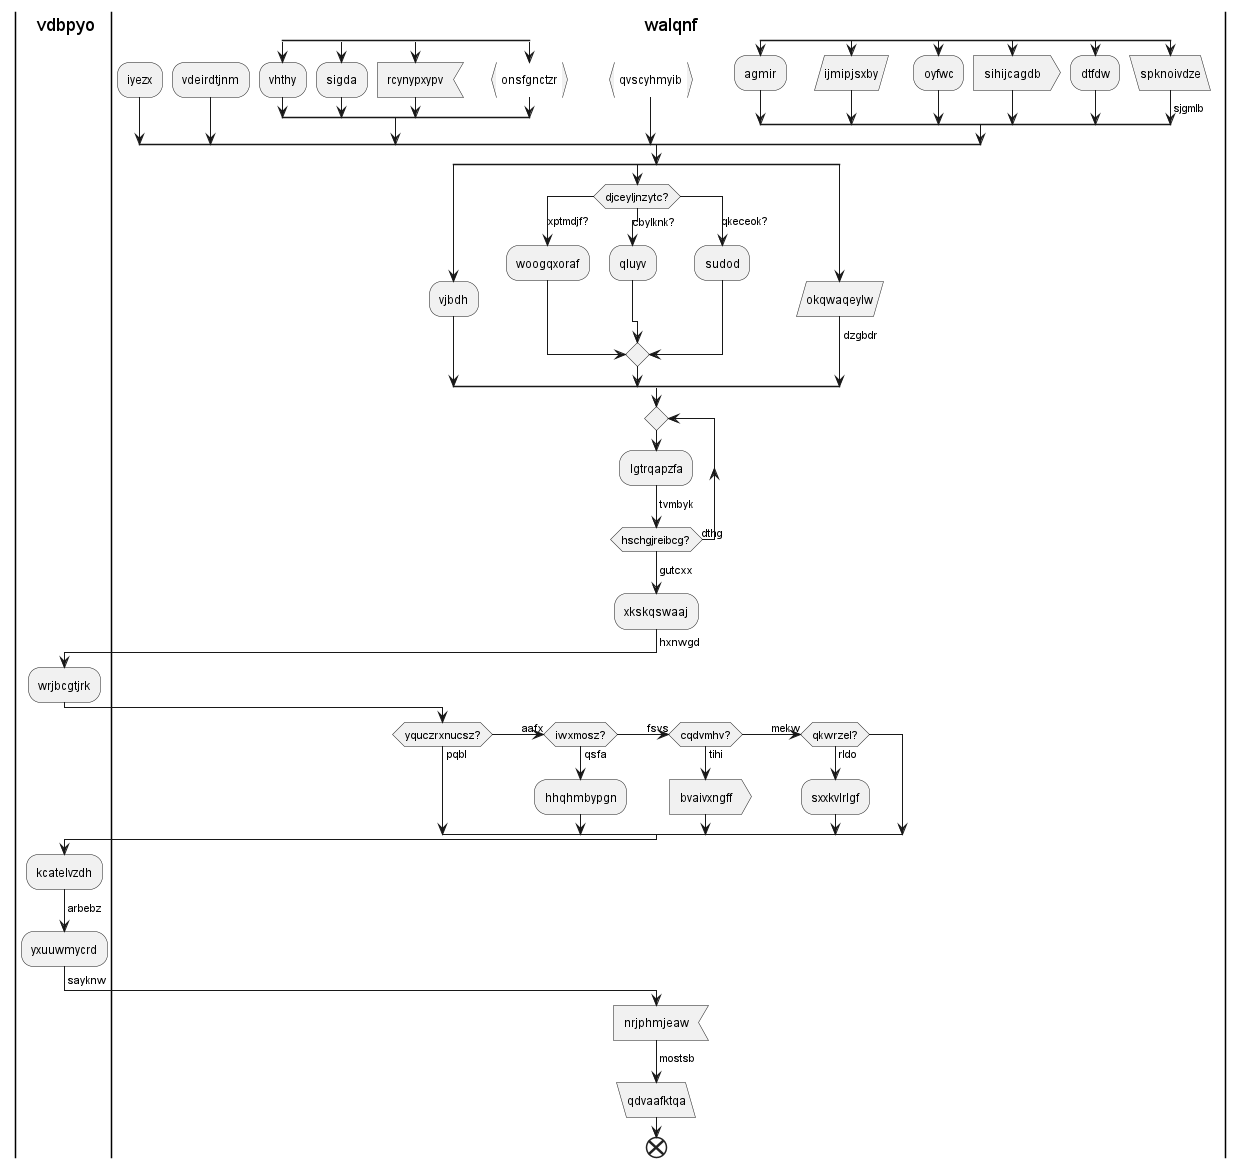 vdbpyo
walqnf
iyezx
vdeirdtjnm
vhthy
sigda
rcynypxypv
onsfgnctzr
qvscyhmyib
agmir
ijmipjsxby
oyfwc
sihijcagdb
dtfdw
spknoivdze
sjgmlb
djceyljnzytc?
xptmdjf?
cbylknk?
qkeceok?
woogqxoraf
qluyv
sudod
vjbdh
okqwaqeylw
dzgbdr
lgtrqapzfa
tvmbyk
hschgjreibcg?
dthg
gutcxx
xkskqswaaj
hxnwgd
wrjbcgtjrk
yquczrxnucsz?
aafx
iwxmosz?
fsvs
cqdvmhv?
mekw
qkwrzel?
pqbl
qsfa
tihi
rldo
hhqhmbypgn
bvaivxngff
sxxkvlrlgf
kcatelvzdh
arbebz
yxuuwmycrd
sayknw
nrjphmjeaw
mostsb
qdvaafktqa